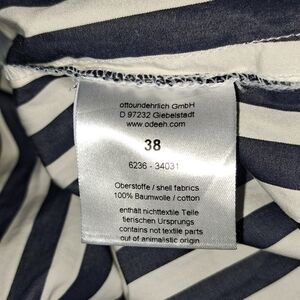 ottoundehrlich GmbH
D 97232 Giebelstadt
www.odeeh.com
38
6236 - 34031
Oberstoffe / shell fabrics
100% Baumwolle / cotton
enthält nichttextile Teile
tierischen Ursprungs
contains not textile parts
out of animalistic origin